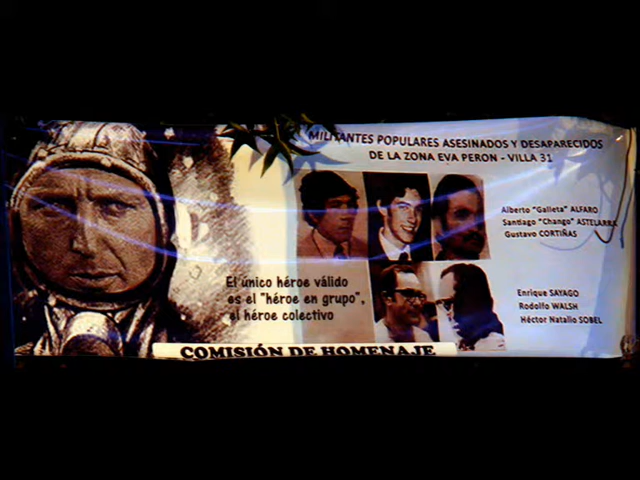 MILITANTES POPULARES ASESINADOS Y DESAPARECIDOS
DE LA ZONA EVA PERON - VILLA 31
Alberto "Galleta" ALFARO
Santiago "Chango" ASTELARRA
Gustavo CORTIÑAS
El único héroe válido
es el "héroe en grupo",
el héroe colectivo
Enrique SAYAGO
Rodolfo WALSH
Héctor Natalio SOBEL
COMISIÓN DE HOMENAJE